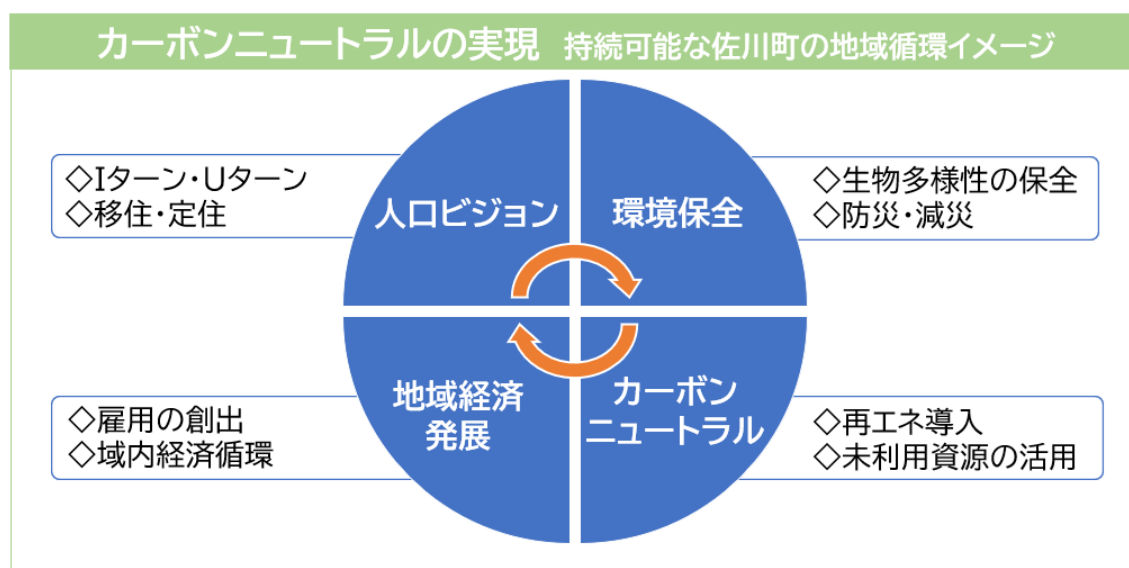 カーボンニュートラルの実現 持続可能な佐川町の地域循環イメージ
◇Iターン・Uターン
◇移住・定住
人口ビジョン
環境保全
◇生物多様性の保全
◇防災・減災
◇雇用の創出
◇域内経済循環
地域経済
発展
カーボン
ニュートラル
◇再エネ導入
◇未利用資源の活用